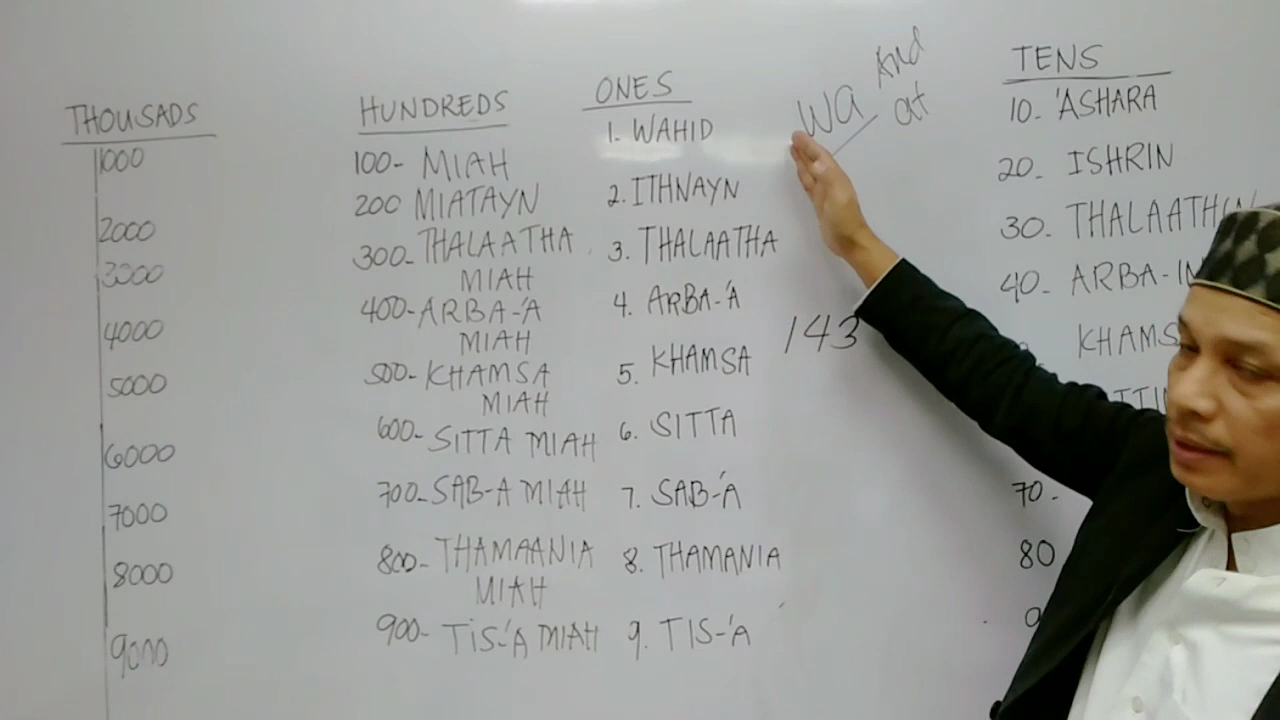 THOUSADS
1000
2000
3000
4000
5000
6000
7000
8000
9000
HUNDREDS
100- MIAH
200 MIATAYN
300- THALAATHA
MIAH
400- ARBA-'A
MIAH
500- KHAMSA
MIAH
600- SITTA MIAH
700- SAB-A MIAH
800- THAMAANIA
MIAH
900- TIS-'A MIAH
ONES
1. WAHID
2. ITHNAYN
3. THALAATHA
4. ARBA-'A
5. KHAMSA
6. SITTA
7. SAB-'A
8. THAMANIA
9. TIS-'A
WA And
at
143
TENS
10. 'ASHARA
20- ISHRIN
30- THALAATH
40- ARBA-IN
KHAMS
70-
80